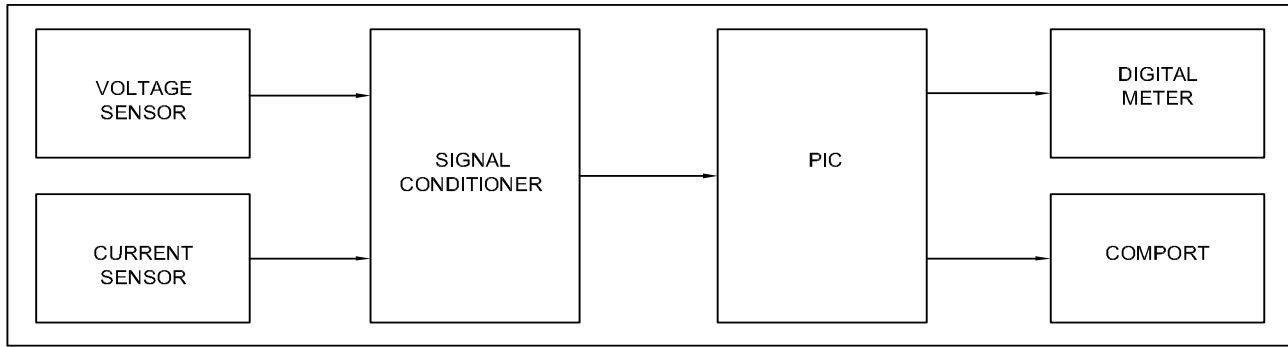 VOLTAGE
SENSOR
CURRENT
SENSOR
SIGNAL
CONDITIONER
PIC
DIGITAL
METER
COMPORT